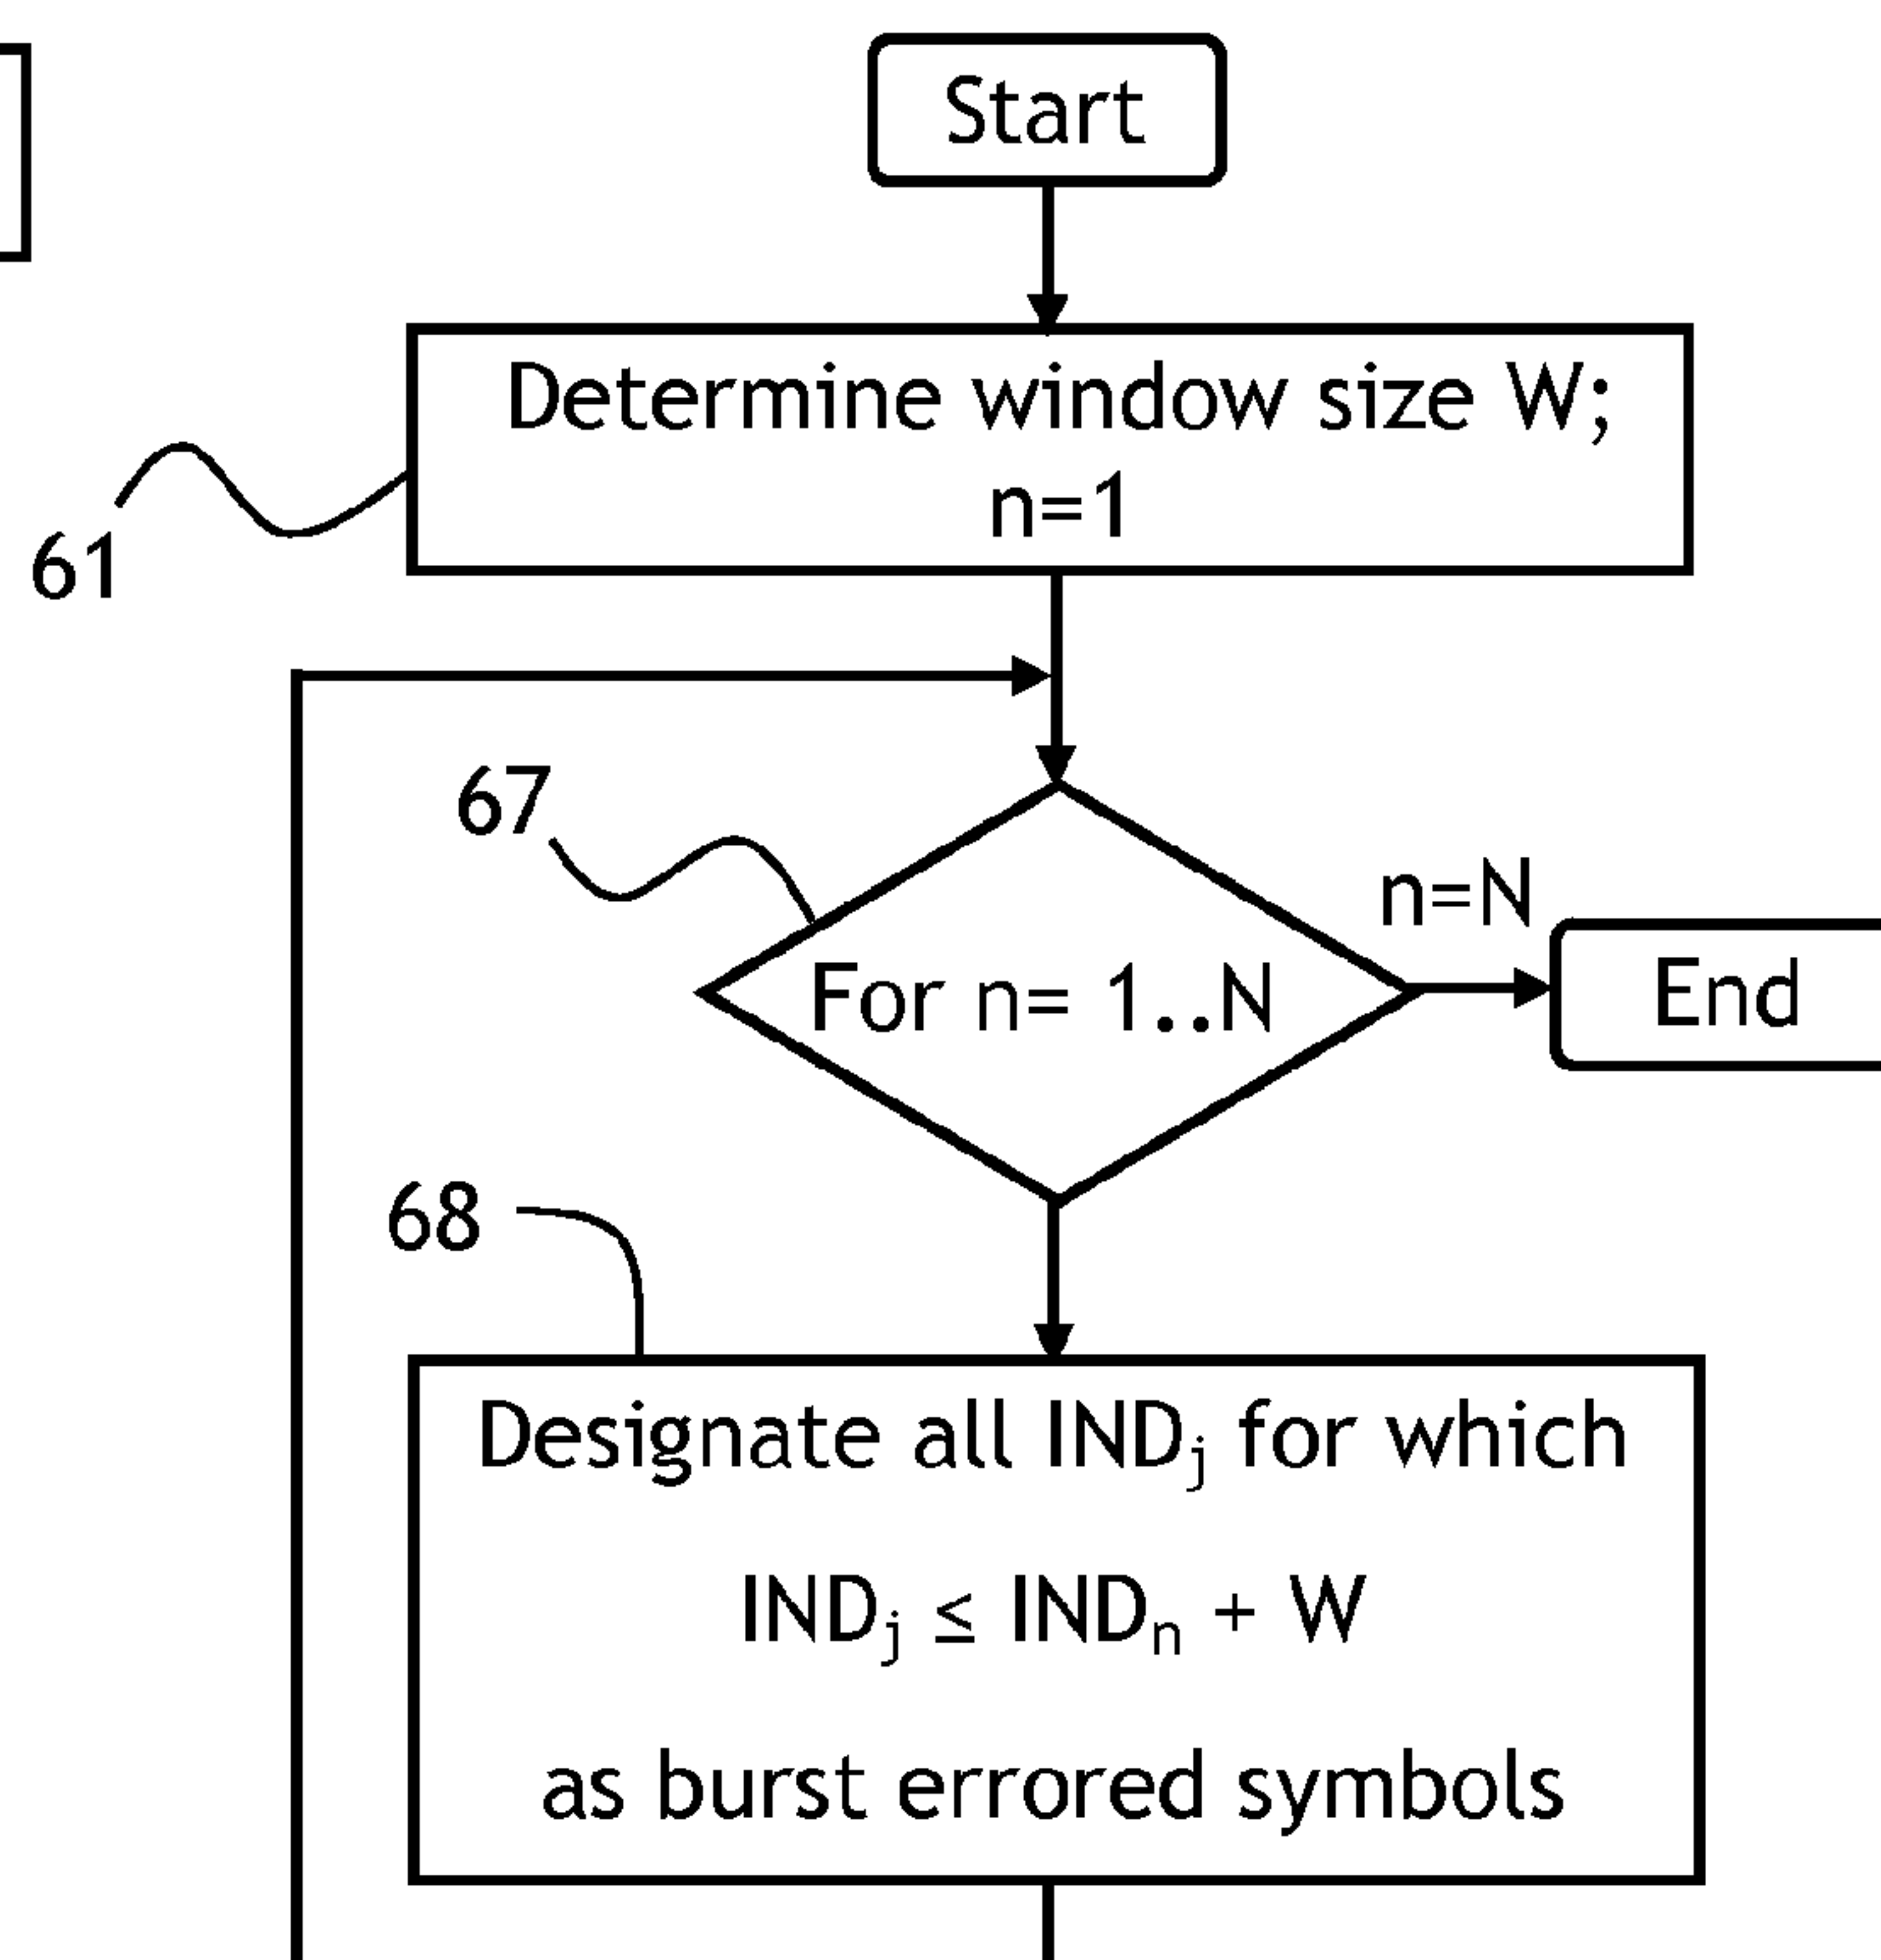 Start
Determine window size W;
n=1
61
67
n=N
For n= 1..N
End
68
Designate all INDj for which
INDj ≤ INDn + W
as burst errored symbols